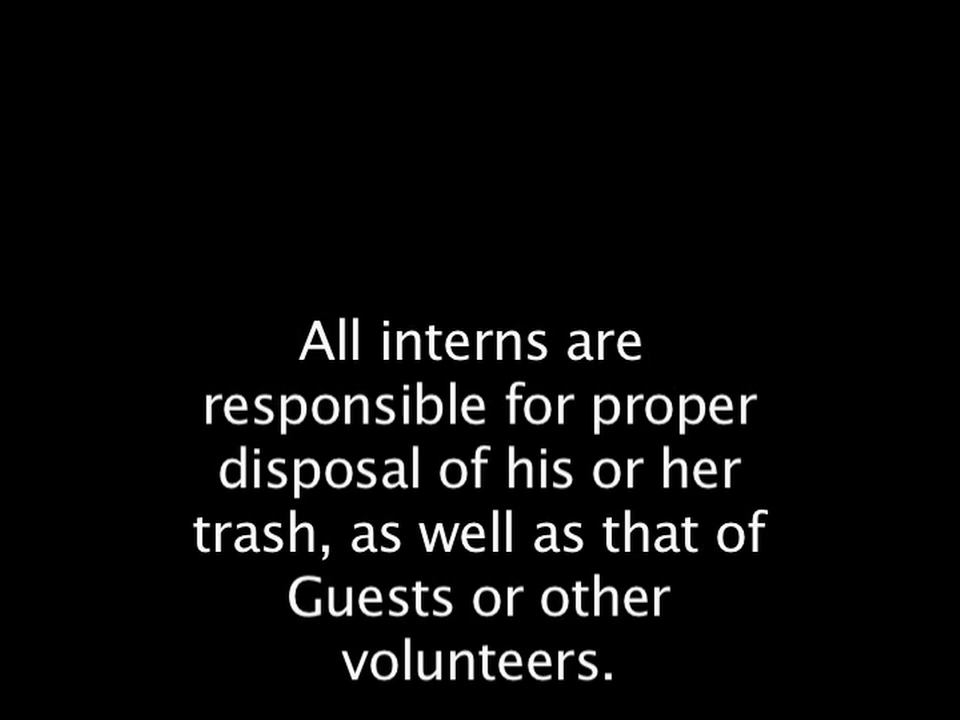 All interns are
responsible for proper
disposal of his or her
trash, as well as that of
Guests or other
volunteers.